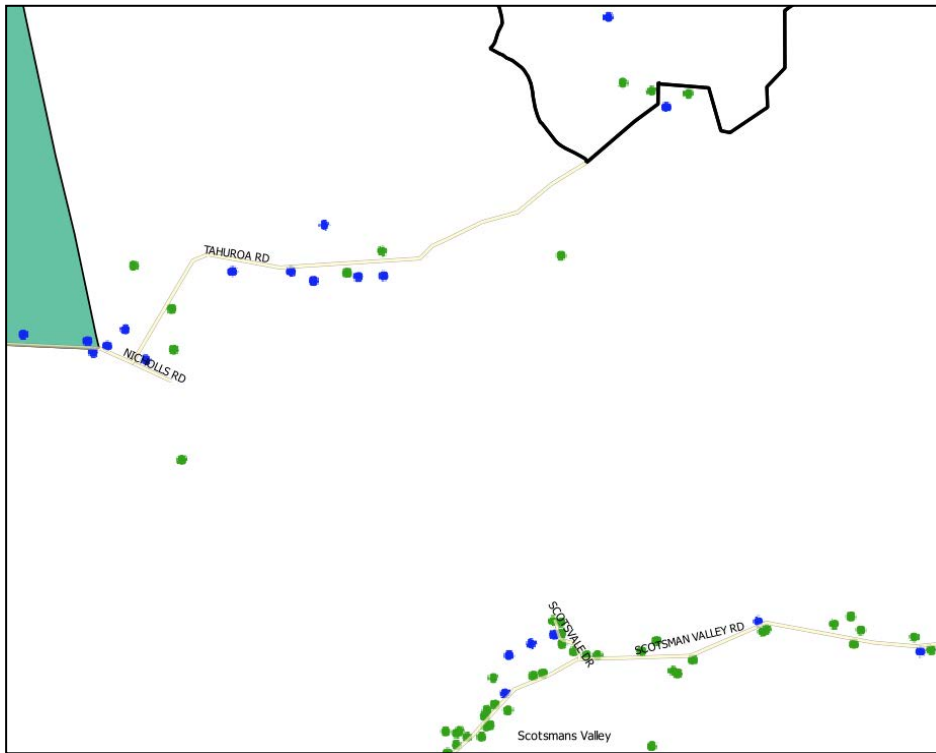 TAHUROA RD
NICHOLLS RD
SCOTSVALE DR
SCOTSMAN VALLEY RD
Scotsmans Valley